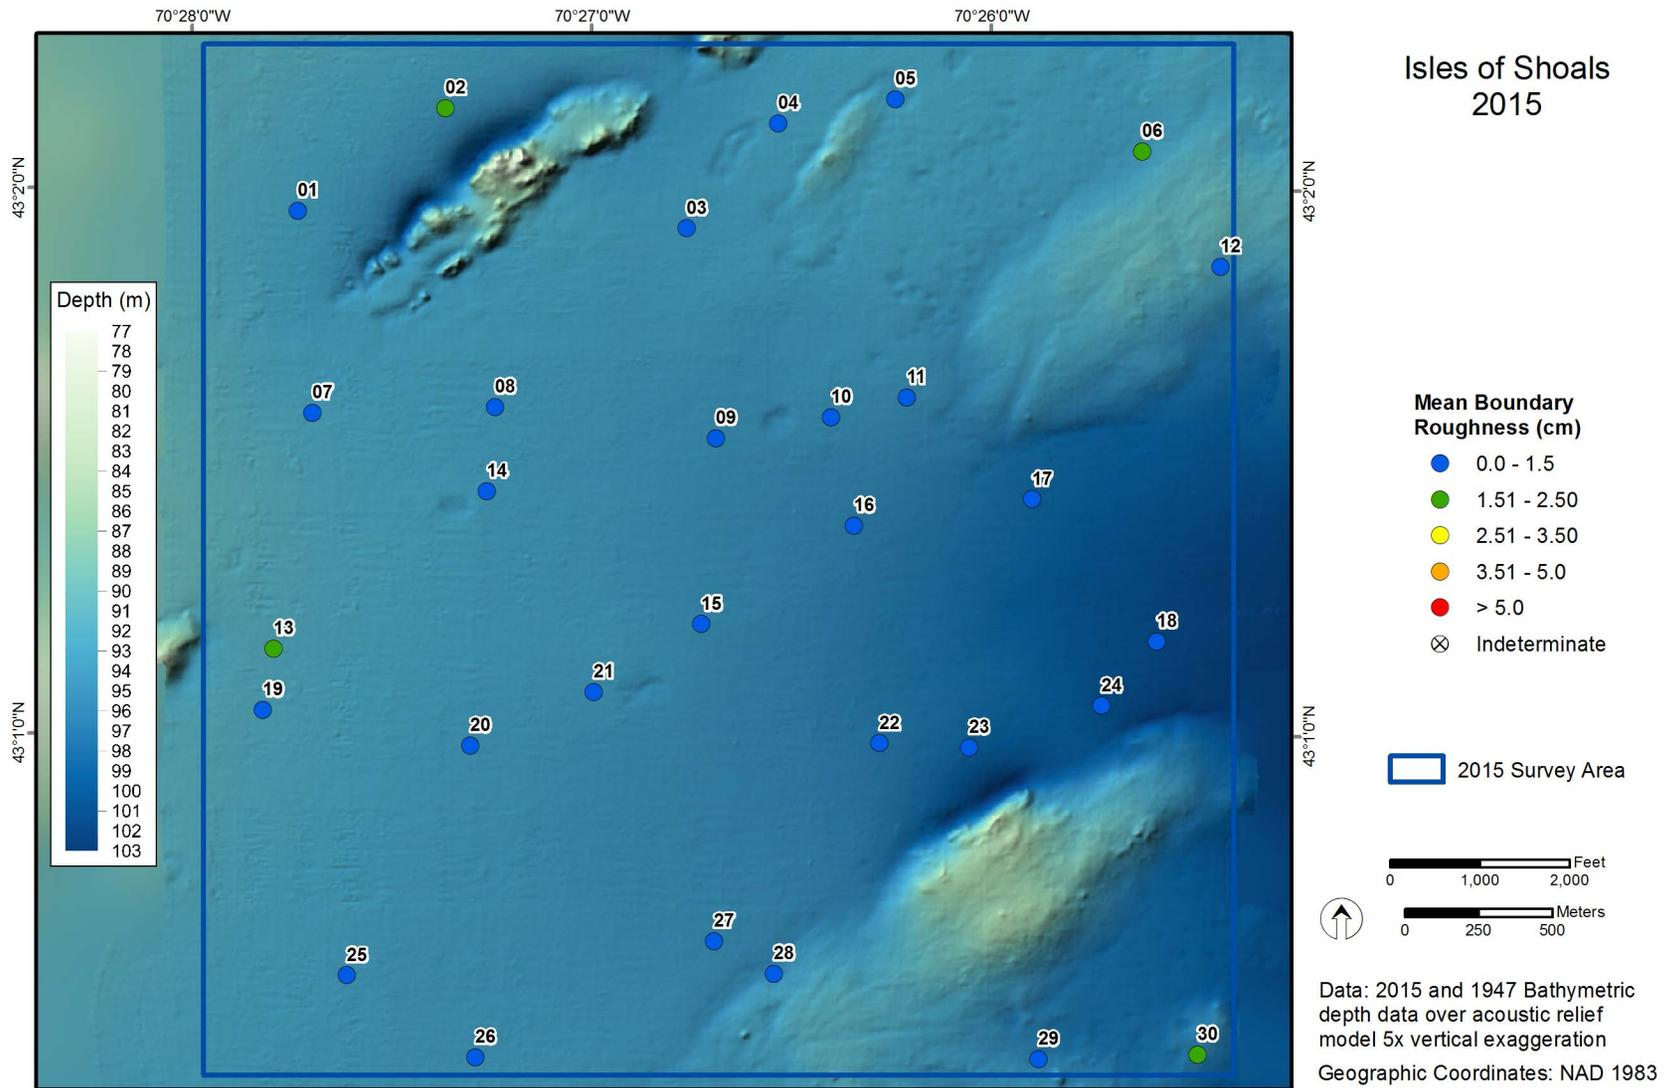 70°28'0"W
70°27'0"W
70°26'0"W
Isles of Shoals
2015
02
05
04
06
43°2'0"N
43°2'0"N
01
03
12
Depth (m)
77
78
79
80
81
82
83
84
85
86
87
88
89
90
91
92
93
94
95
96
97
98
99
100
101
102
103
07
08
09
10
11
14
16
17
15
13
18
19
21
24
20
22
23
43°1'0"N
43°1'0"N
27
25
28
26
29
30
Mean Boundary
Roughness (cm)
0.0 - 1.5
1.51 - 2.50
2.51 - 3.50
3.51 - 5.0
> 5.0
Indeterminate
2015 Survey Area
Feet
0 1,000 2,000
Meters
0 250 500
Data: 2015 and 1947 Bathymetric
depth data over acoustic relief
model 5x vertical exaggeration
Geographic Coordinates: NAD 1983